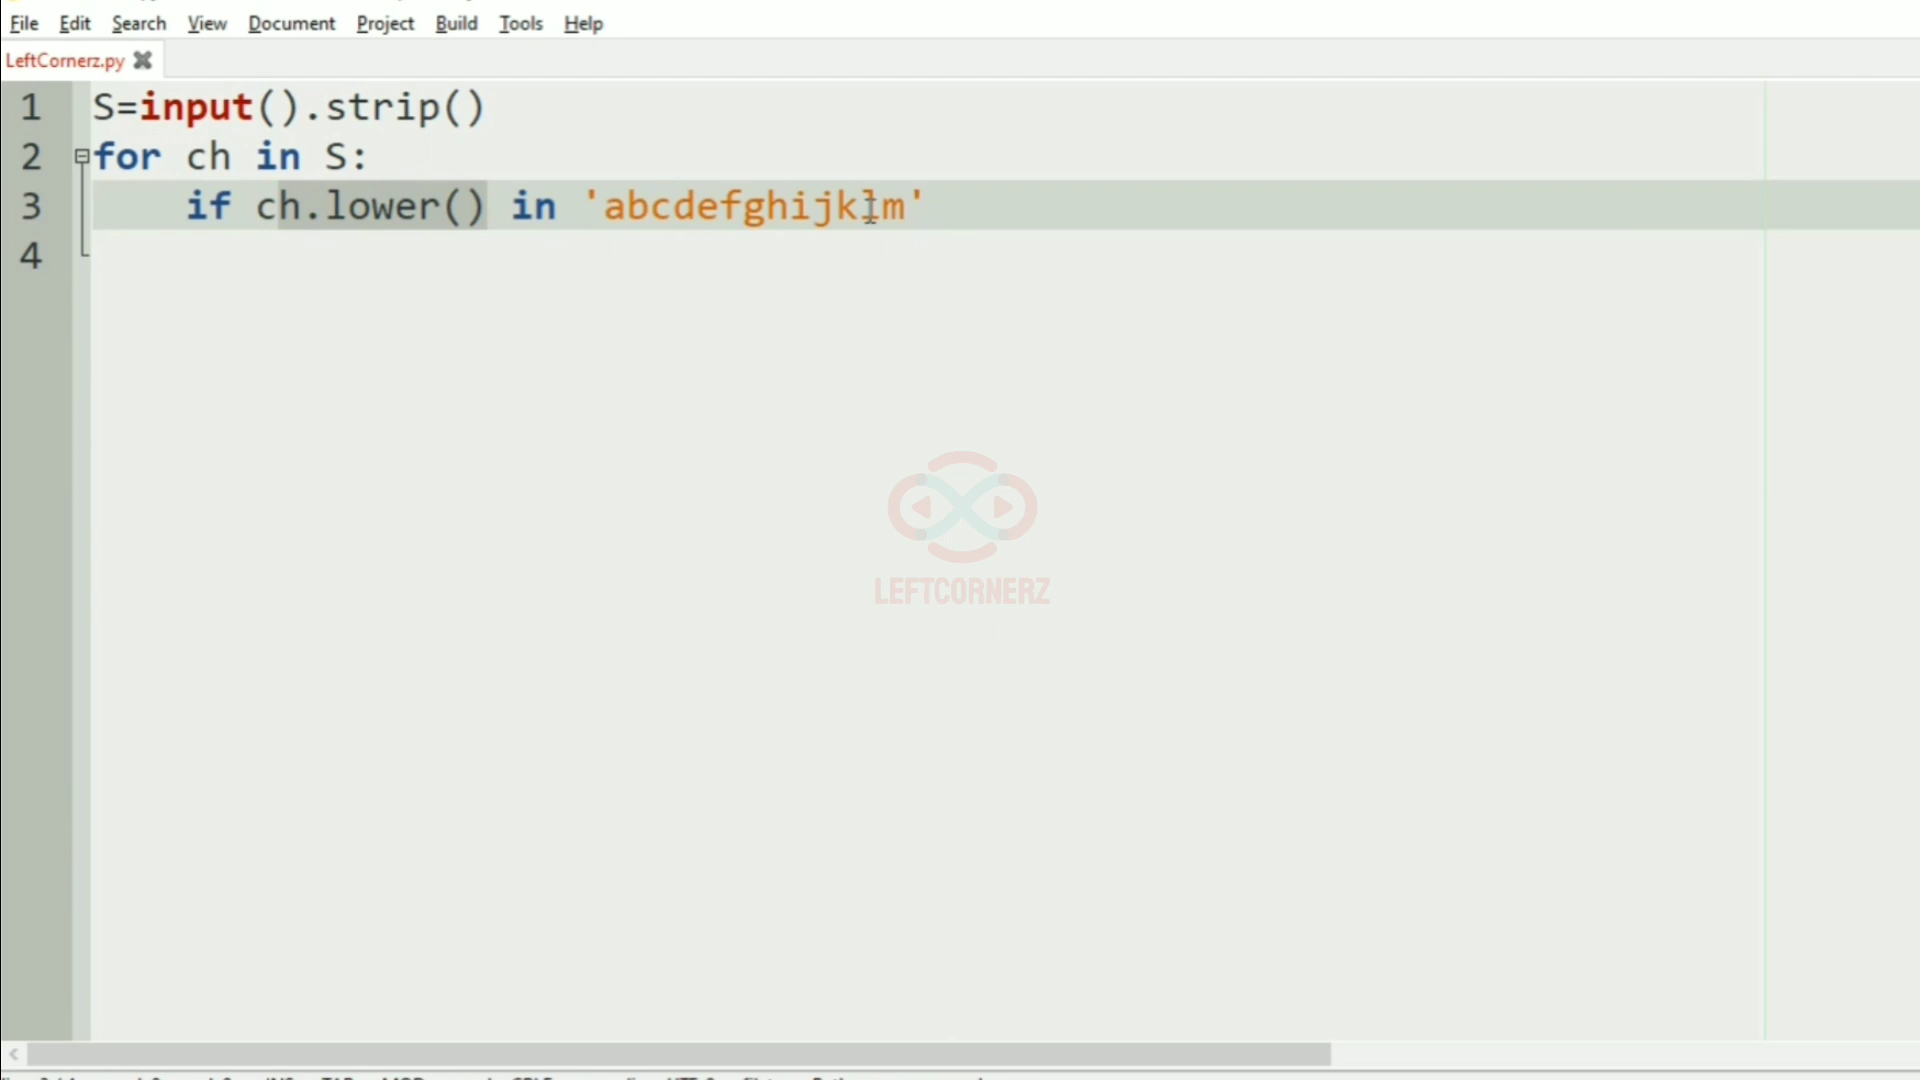 File Edit Search View Document Project Build Tools Help
LeftCornerz.py
1 S=input().strip()
2 for ch in S:
3 if ch.lower() in 'abcdefghijklm'
4
LEFTCORNERZ